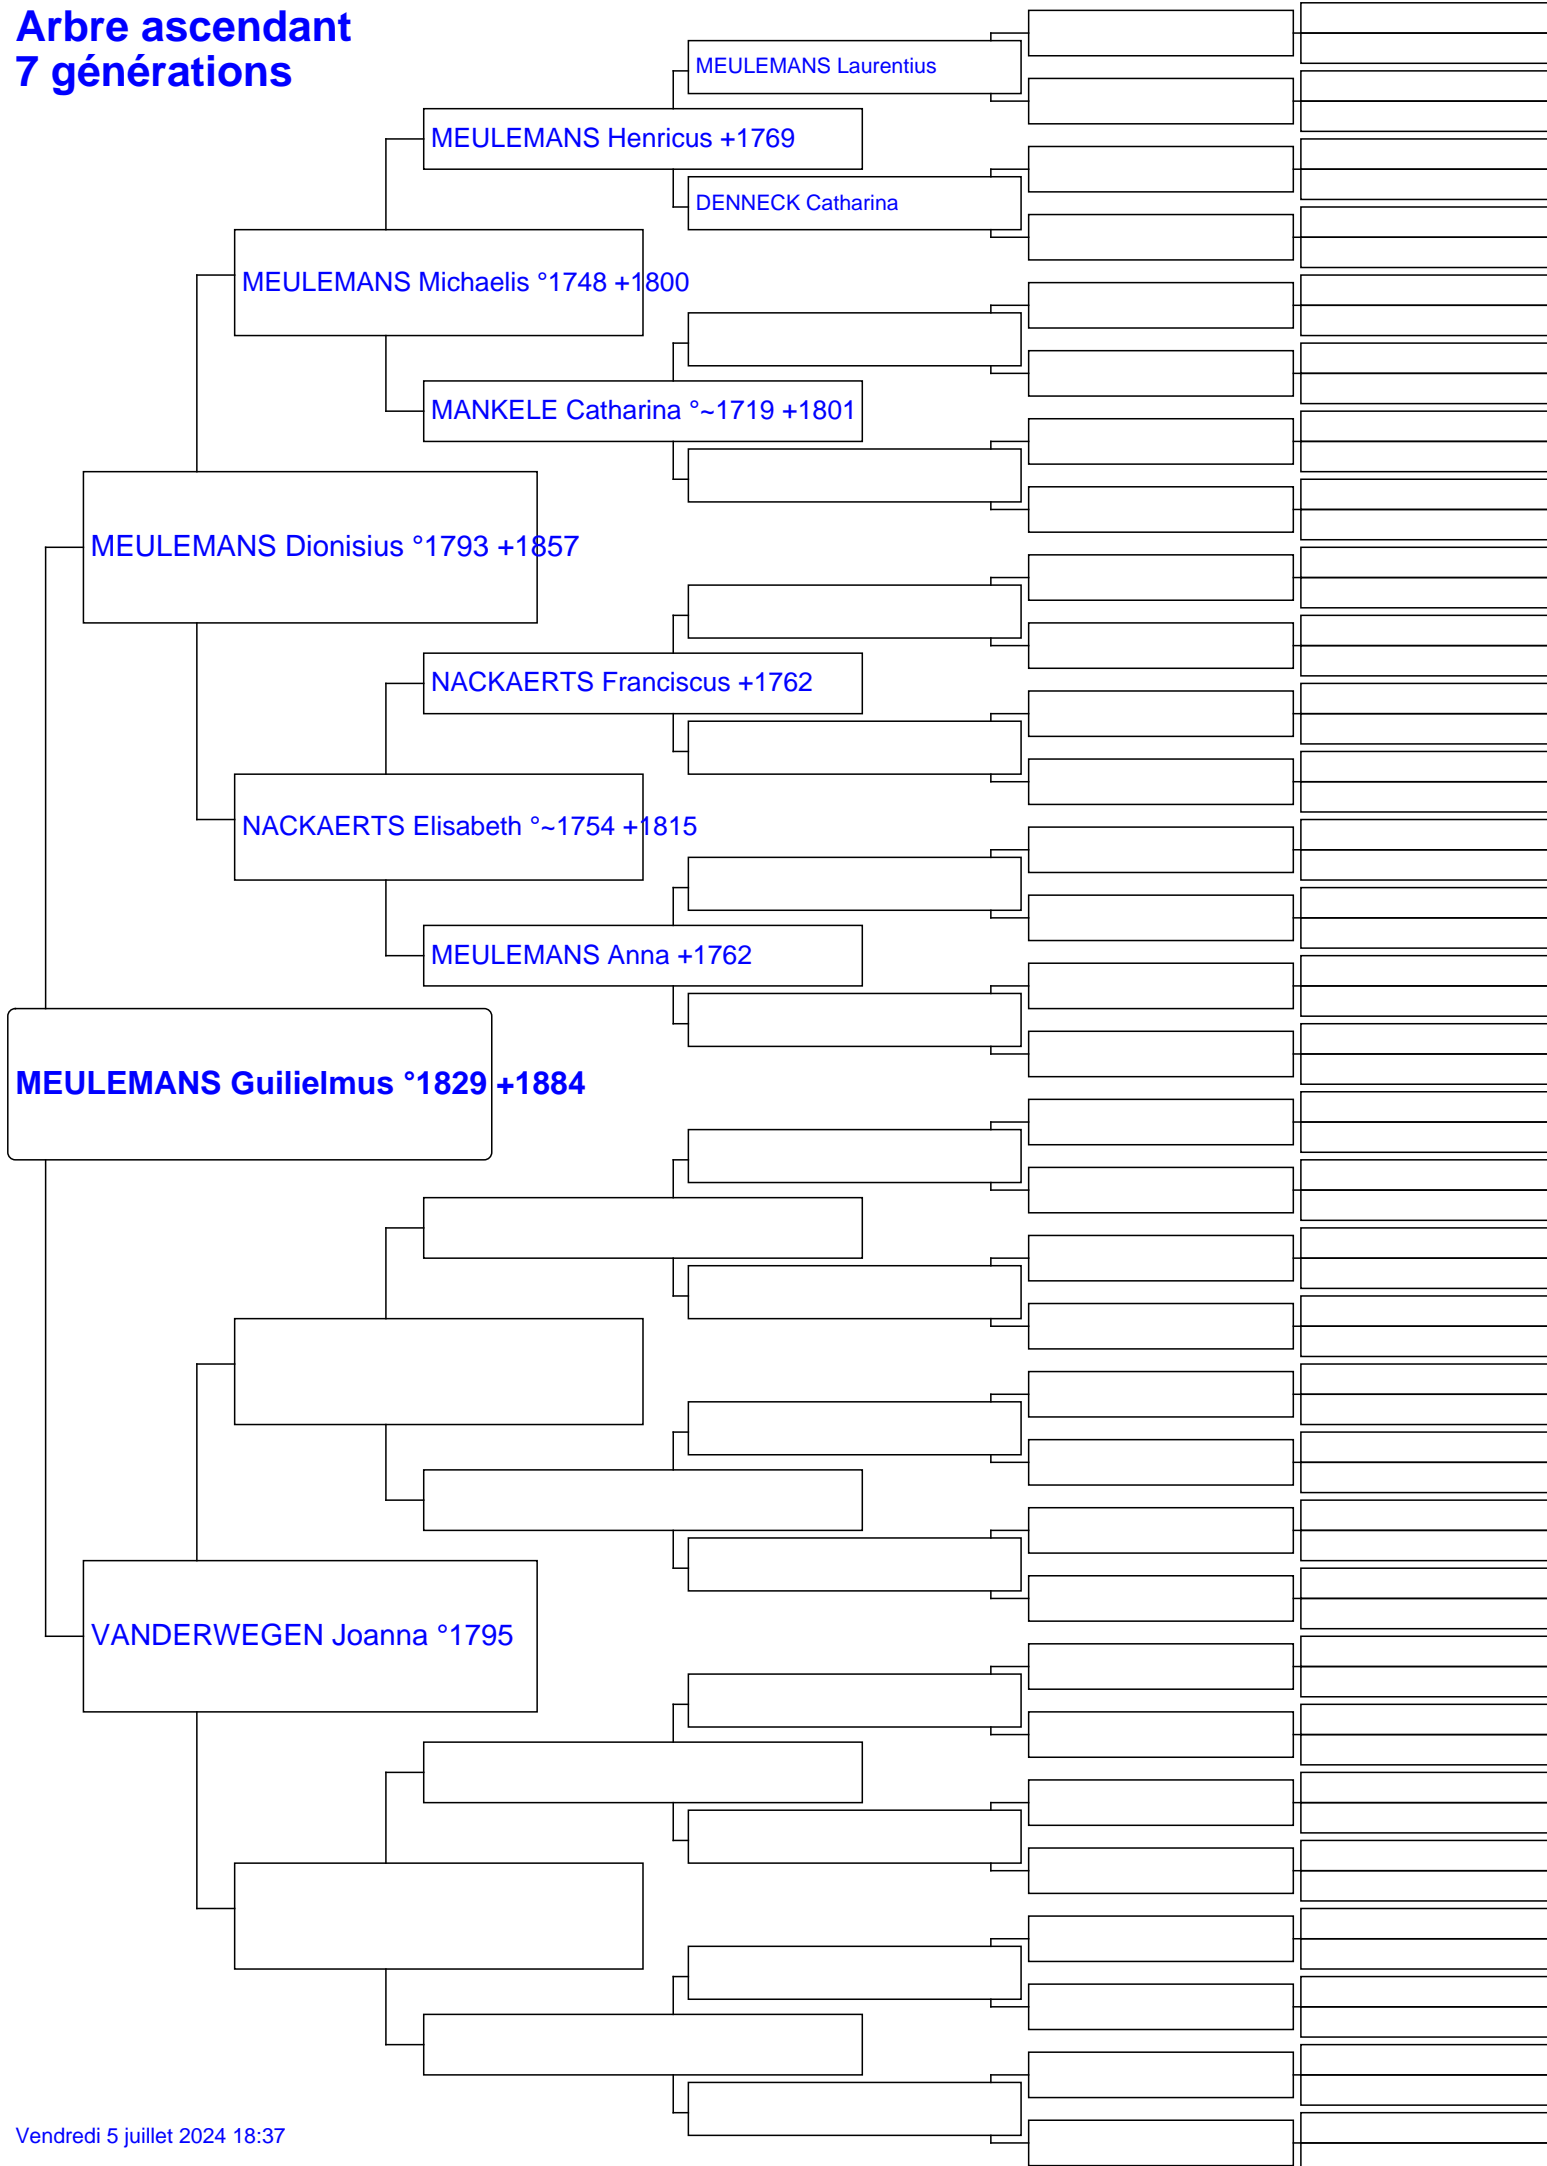 Arbre ascendant
7 générations
MEULEMANS Laurentius
MEULEMANS Henricus +1769
DENNECK Catharina
MEULEMANS Michaelis °1748 +1800
MANKELE Catharina °~1719 +1801
MEULEMANS Dionisius °1793 +1857
NACKAERTS Franciscus +1762
NACKAERTS Elisabeth °~1754 +1815
MEULEMANS Anna +1762
MEULEMANS Guilielmus °1829 +1884
VANDERWEGEN Joanna °1795
Vendredi 5 juillet 2024 18:37